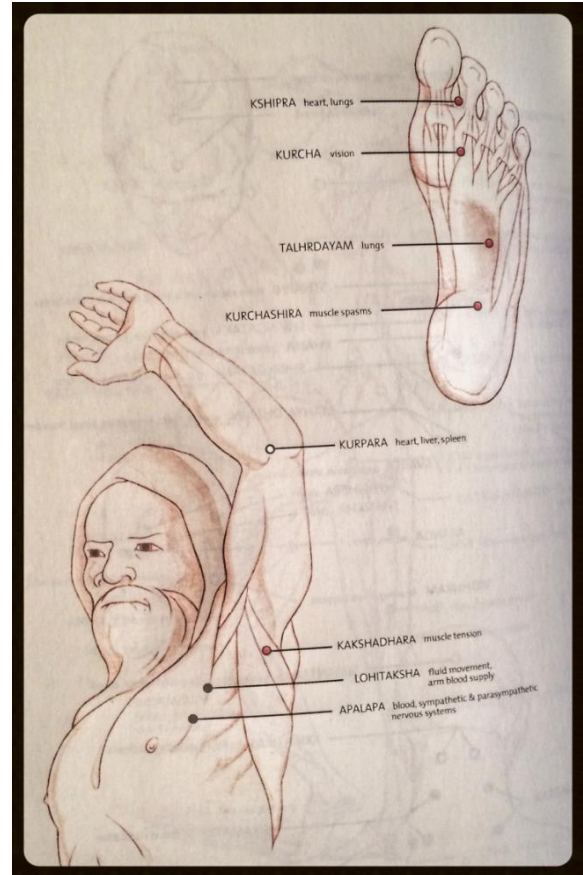 KSHIPRA heart, lungs
KURCHA vision
TALHRDAYAM lungs
KURCHASHIRA muscle spasms
KURPARA heart, liver, spleen
KAKSHADHARA muscle tension
LOHITAKSHA fluid movement,
arm blood supply
APALAPA blood, sympathetic & parasympathetic
nervous systems